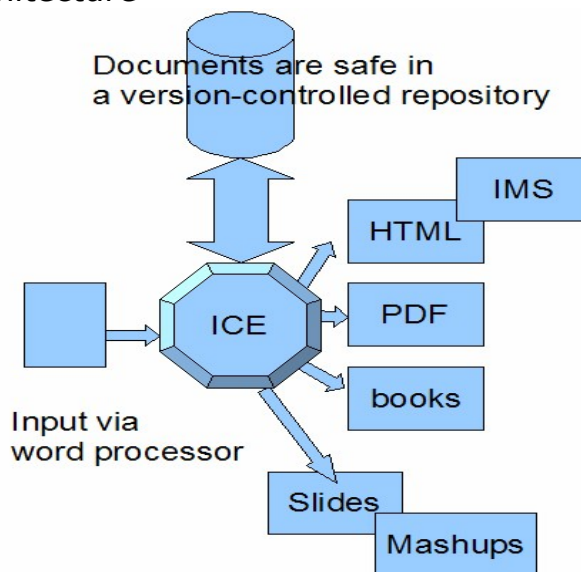 Documents are safe in
a version-controlled repository
IMS
HTML
ICE
PDF
books
Input via
word processor
Slides
Mashups